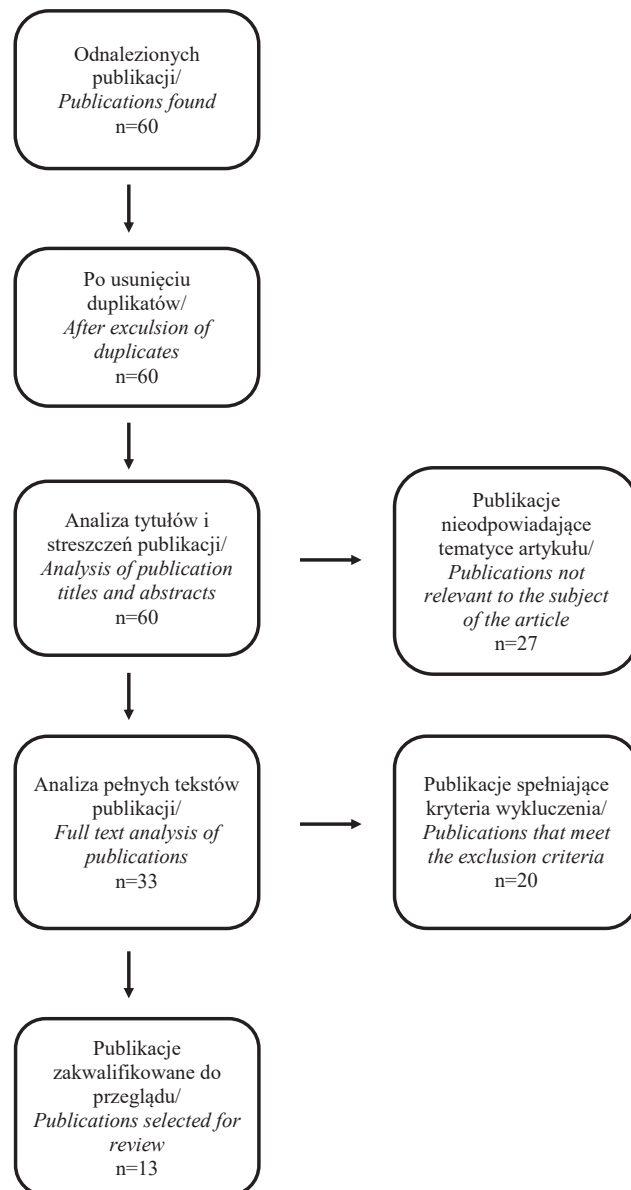 Odnalezionych
publikacji/
Publications found
n=60
Po usunięciu
duplikatów/
After exculsion of
duplicates
n=60
Analiza tytułów i
streszczeń publikacji/
Analysis of publication
titles and abstracts
n=60
Publikacje
nieodpowiadające
tematyce artykułu/
Publications not
relevant to the subject
of the article
n=27
Analiza pełnych tekstów
publikacji/
Full text analysis of
publications
n=33
Publikacje spełniające
kryteria wykluczenia/
Publications that meet
the exclusion criteria
n=20
Publikacje
zakwalifikowane do
przeglądu/
Publications selected for
review
n=13